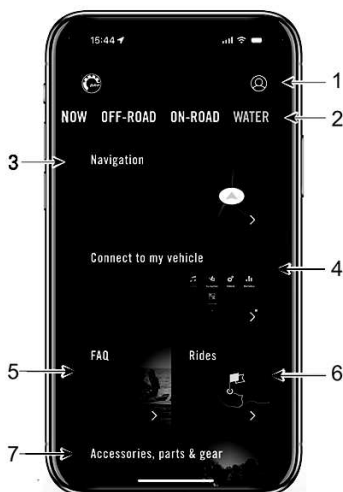 15:44
1
NOW OFF-ROAD ON-ROAD WATER
2
3
Navigation
Connect to my vehicle
4
FAQ
Rides
5
6
7
Accessories, parts & gear